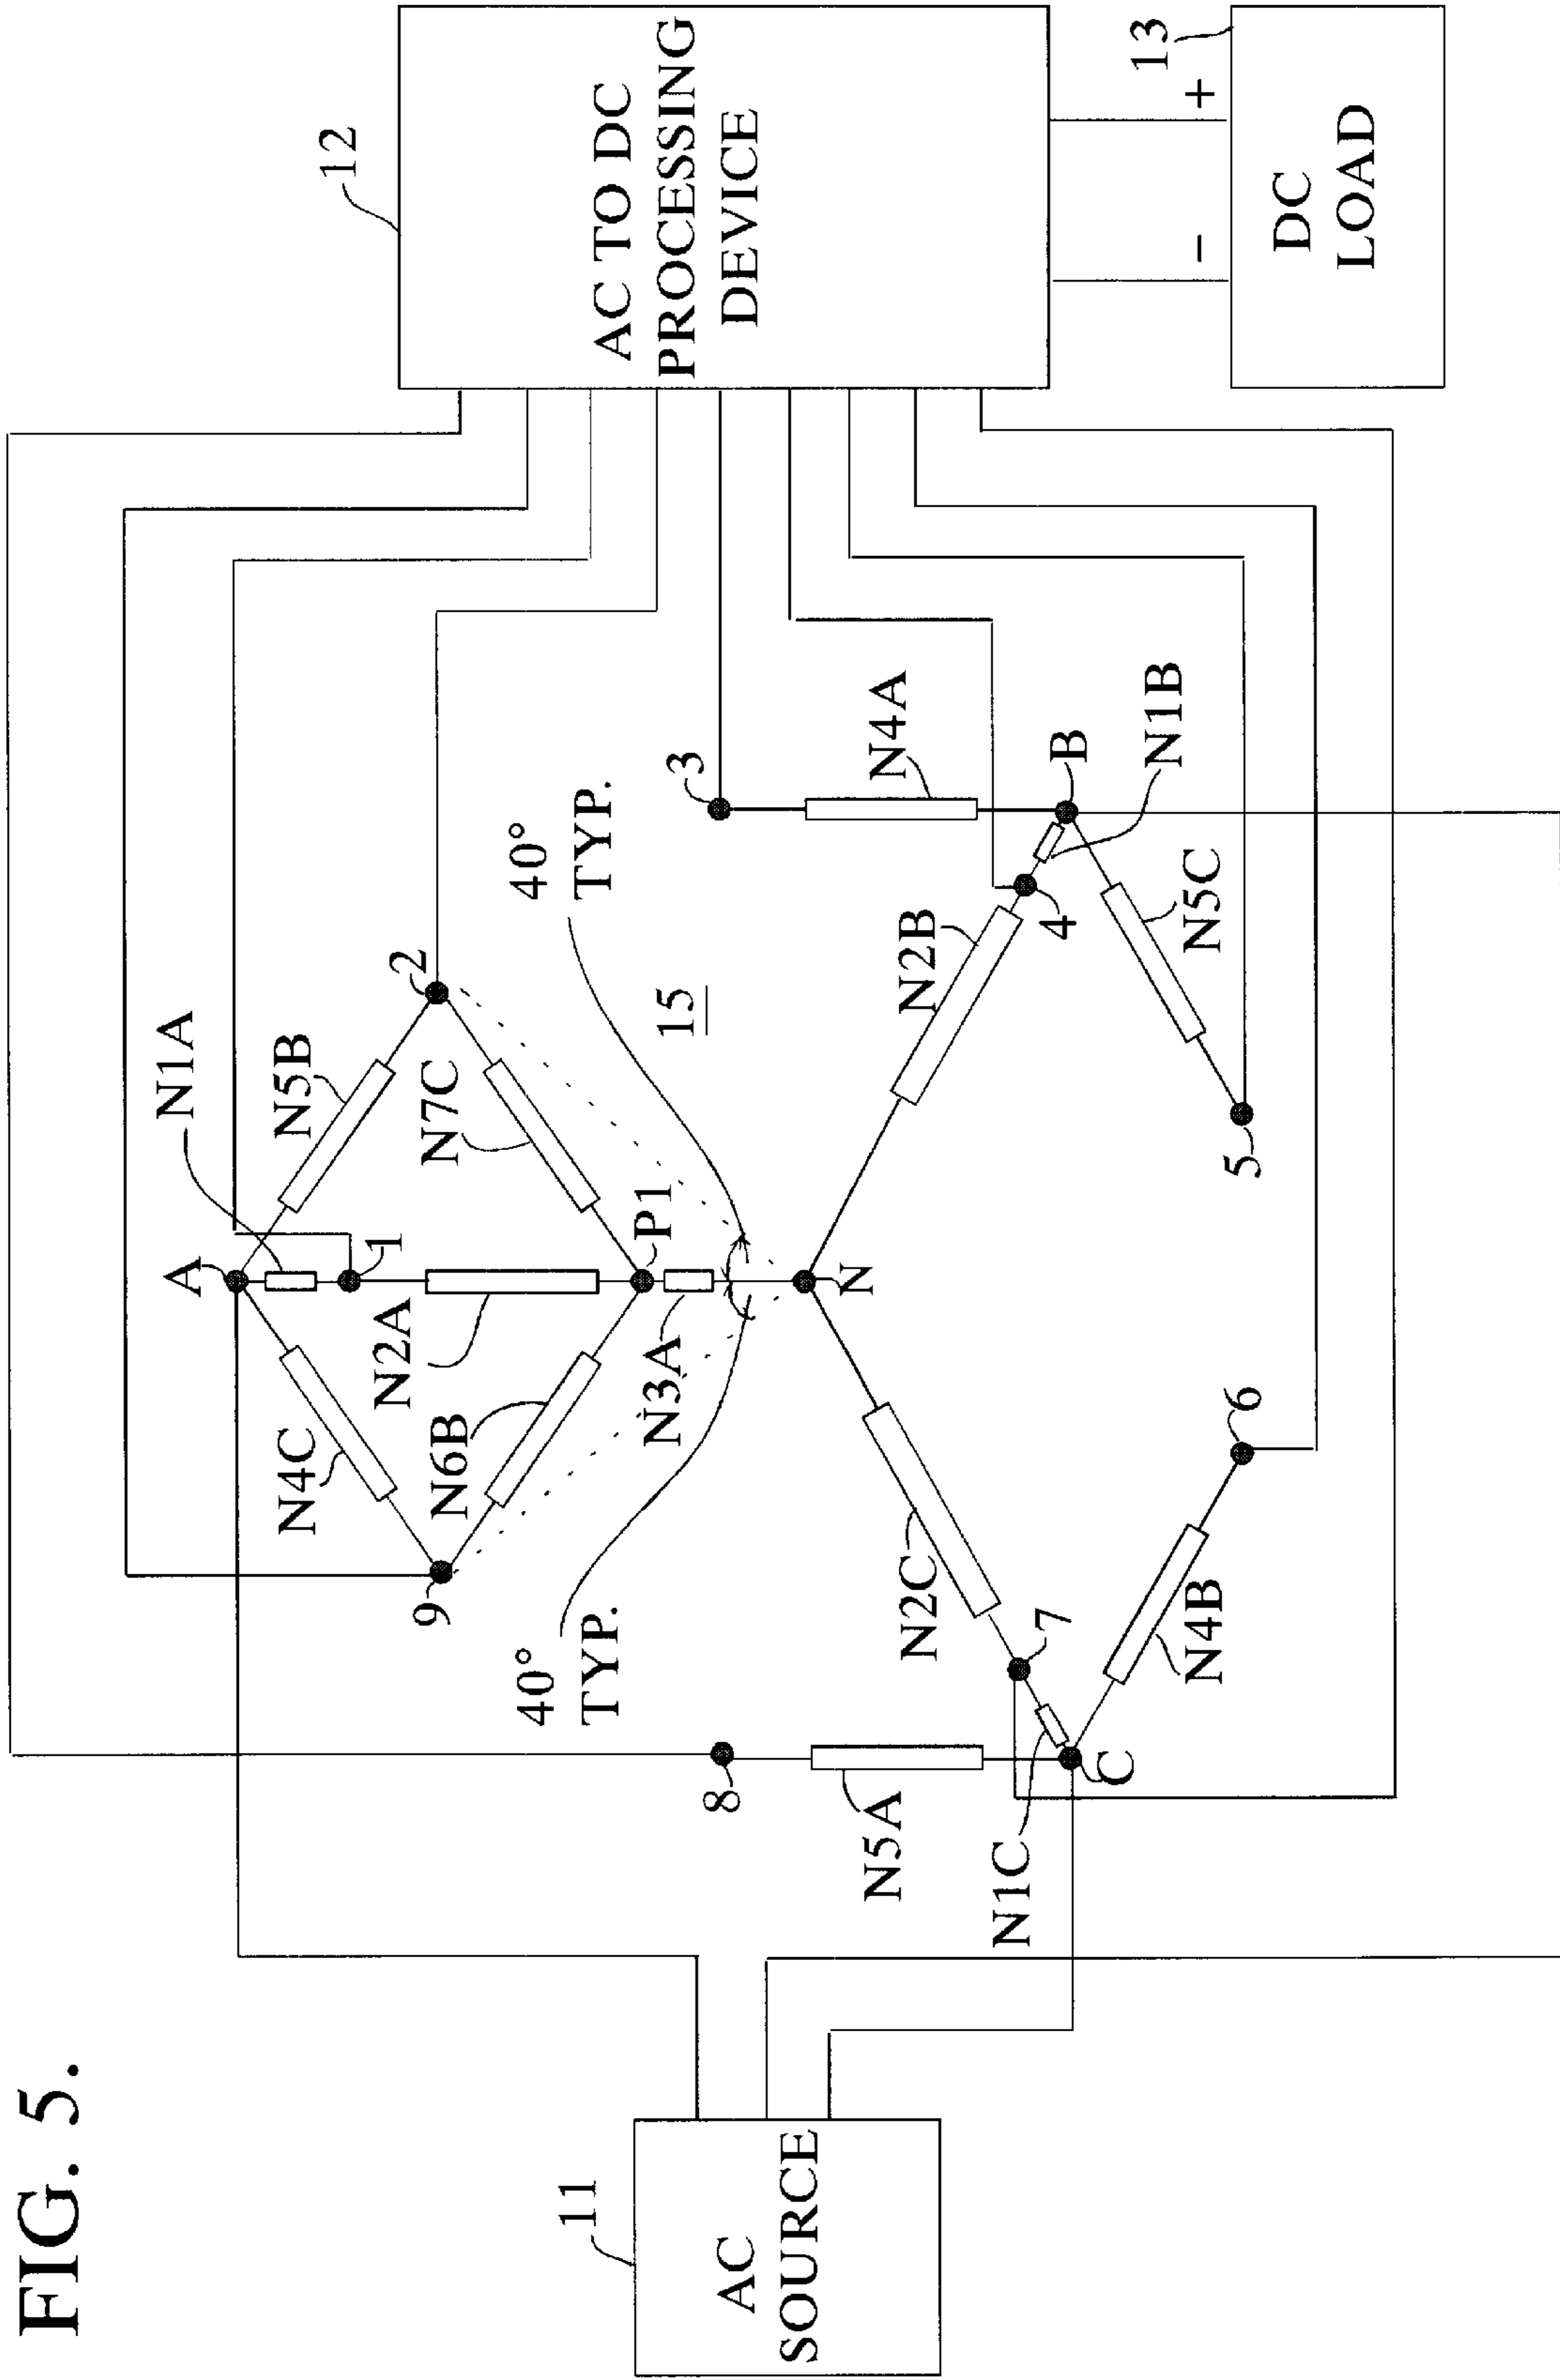 FIG. 5.
11
AC
SOURCE
12
AC TO DC
PROCESSING
DEVICE
13
+
−
DC
LOAD
A
N1A
1
N5B
2
N4C
N2A
N7C
9
N6B
P1
N3A
40°
TYP.
40°
TYP.
15
N
8
N5A
3
N4A
N2C
N2B
N1C
7
C
4
B
N1B
N4B
6
N5C
5